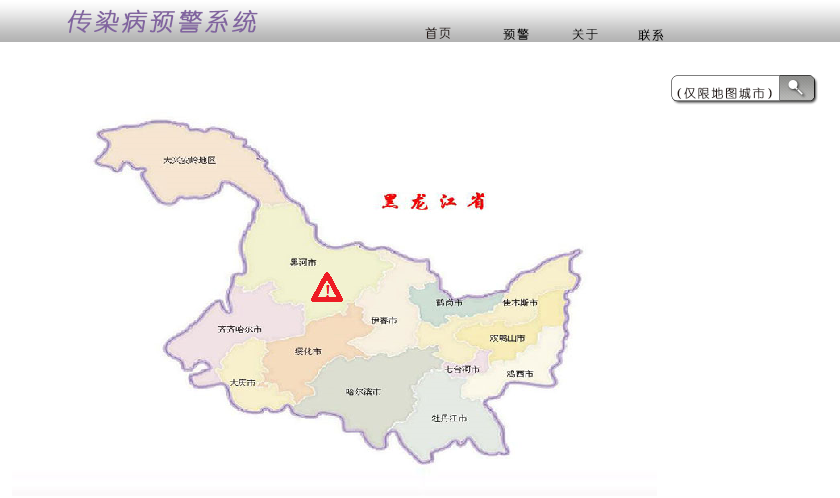 传染病预警系统
首页 预警 关于 联系
(仅限地图城市)
大兴安岭地区
黑龙江省
黑河市
鹤岗市
佳木斯市
伊春市
齐齐哈尔市
双鸭山市
绥化市
七台河市
鸡西市
大庆市
哈尔滨市
牡丹江市